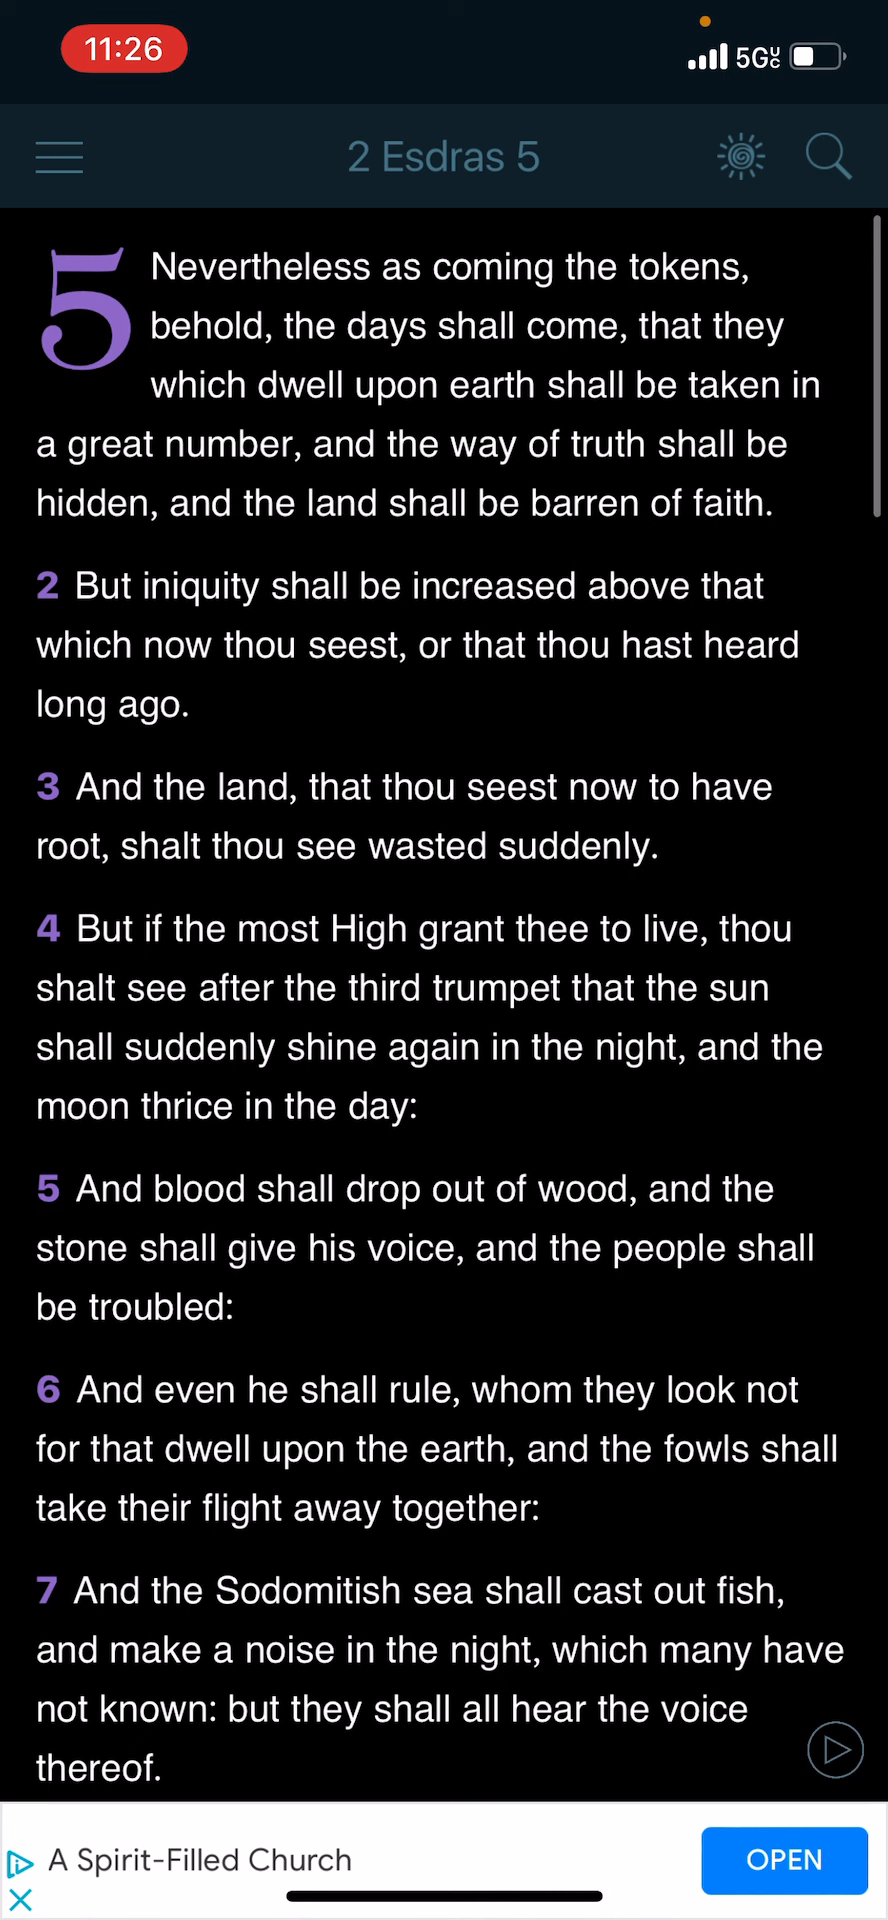 11:26
5G UC
2 Esdras 5
5 Nevertheless as coming the tokens,
behold, the days shall come, that they
which dwell upon earth shall be taken in
a great number, and the way of truth shall be
hidden, and the land shall be barren of faith.
2 But iniquity shall be increased above that
which now thou seest, or that thou hast heard
long ago.
3 And the land, that thou seest now to have
root, shalt thou see wasted suddenly.
4 But if the most High grant thee to live, thou
shalt see after the third trumpet that the sun
shall suddenly shine again in the night, and the
moon thrice in the day:
5 And blood shall drop out of wood, and the
stone shall give his voice, and the people shall
be troubled:
6 And even he shall rule, whom they look not
for that dwell upon the earth, and the fowls shall
take their flight away together:
7 And the Sodomitish sea shall cast out fish,
and make a noise in the night, which many have
not known: but they shall all hear the voice
thereof.
A Spirit-Filled Church
OPEN